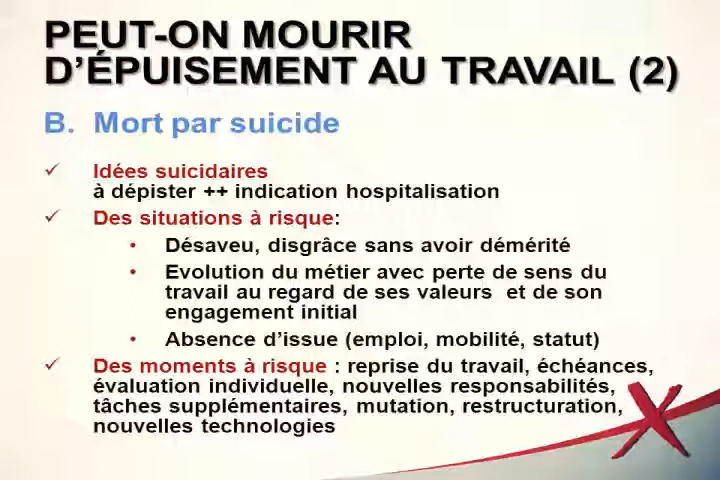 PEUT-ON MOURIR
D’ÉPUISEMENT AU TRAVAIL (2)
B. Mort par suicide
✓ Idées suicidaires
à dépister ++ indication hospitalisation
✓ Des situations à risque:
• Désaveu, disgrâce sans avoir démérité
• Evolution du métier avec perte de sens du
travail au regard de ses valeurs et de son
engagement initial
• Absence d’issue (emploi, mobilité, statut)
✓ Des moments à risque : reprise du travail, échéances,
évaluation individuelle, nouvelles responsabilités,
tâches supplémentaires, mutation, restructuration,
nouvelles technologies